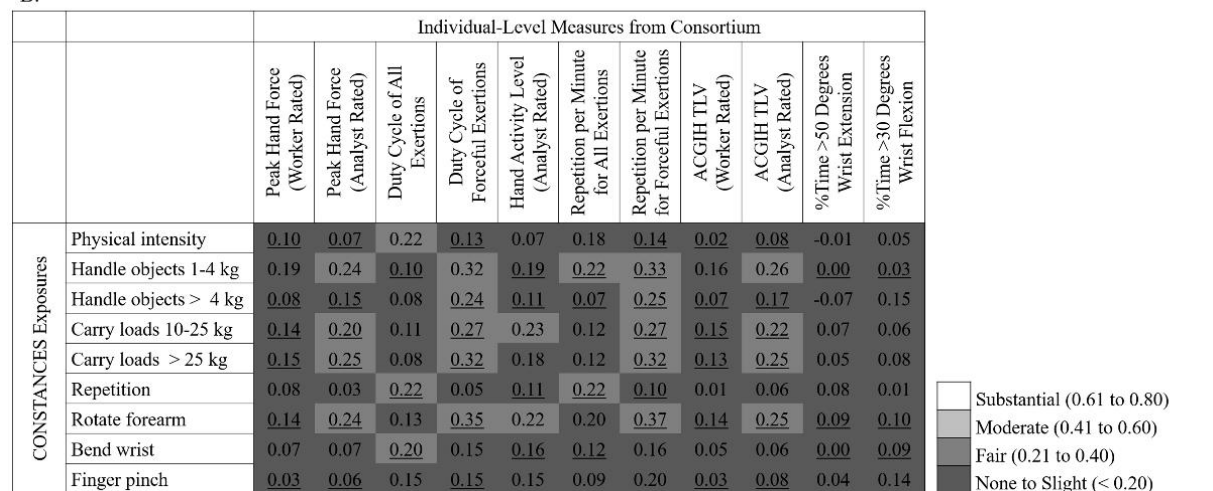 B.
Individual-Level Measures from Consortium
Peak Hand Force
(Worker Rated)
Peak Hand Force
(Analyst Rated)
Duty Cycle of All
Exertions
Duty Cycle of
Forceful Exertions
Hand Activity Level
(Analyst Rated)
Repetition per Minute
for All Exertions
Repetition per Minute
for Forceful Exertions
ACGIH TLV
(Worker Rated)
ACGIH TLV
(Analyst Rated)
%Time >50 Degrees
Wrist Extension
%Time >30 Degrees
Wrist Flexion
CONSTANCES Exposures
Physical intensity 0.10 0.07 0.22 0.13 0.07 0.18 0.14 0.02 0.08 -0.01 0.05
Handle objects 1-4 kg 0.19 0.24 0.10 0.32 0.19 0.22 0.33 0.16 0.26 0.00 0.03
Handle objects > 4 kg 0.08 0.15 0.08 0.24 0.11 0.07 0.25 0.07 0.17 -0.07 0.15
Carry loads 10-25 kg 0.14 0.20 0.11 0.27 0.23 0.12 0.27 0.15 0.22 0.07 0.06
Carry loads > 25 kg 0.15 0.25 0.08 0.32 0.18 0.12 0.32 0.13 0.25 0.05 0.08
Repetition 0.08 0.03 0.22 0.05 0.11 0.22 0.10 0.01 0.06 0.08 0.01
Rotate forearm 0.14 0.24 0.13 0.35 0.22 0.20 0.37 0.14 0.25 0.09 0.10
Bend wrist 0.07 0.07 0.20 0.15 0.16 0.12 0.16 0.05 0.06 0.00 0.09
Finger pinch 0.03 0.06 0.15 0.15 0.15 0.09 0.20 0.03 0.08 0.04 0.14
Substantial (0.61 to 0.80)
Moderate (0.41 to 0.60)
Fair (0.21 to 0.40)
None to Slight (< 0.20)